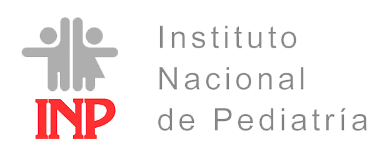 Instituto
Nacional
de Pediatría
INP